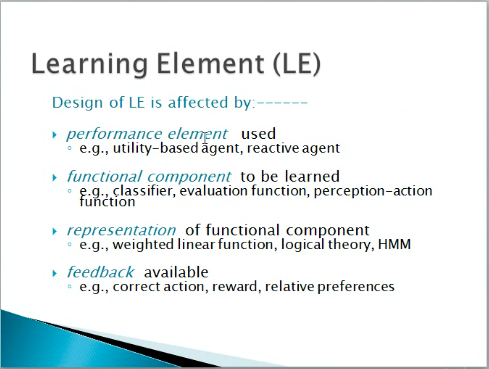 Learning Element (LE)
Design of LE is affected by:------
performance element used
e.g., utility-based agent, reactive agent
functional component to be learned
e.g., classifier, evaluation function, perception-action
function
representation of functional component
e.g., weighted linear function, logical theory, HMM
feedback available
e.g., correct action, reward, relative preferences